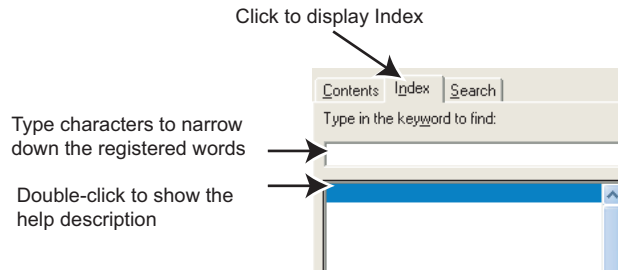 Click to display Index
Contents Index Search
Type in the keyword to find:
Type characters to narrow
down the registered words
Double-click to show the
help description